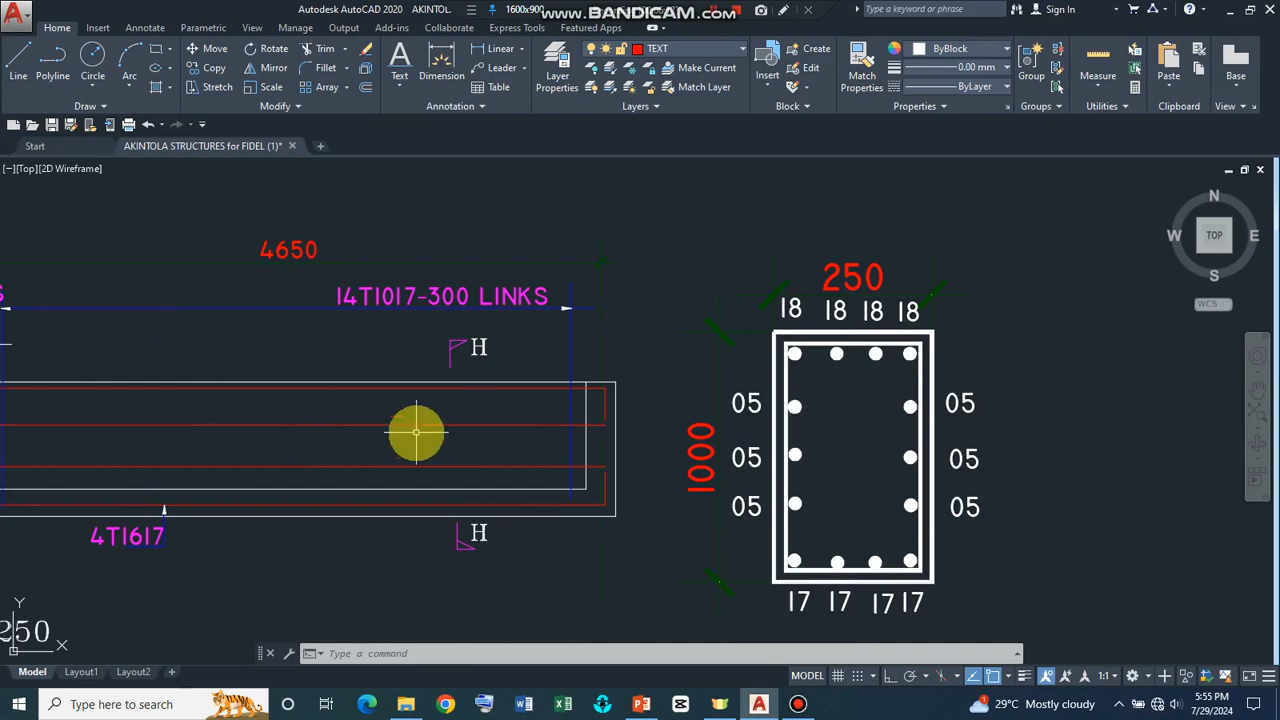 Autodesk AutoCAD 2020 AKINTOL
1600x900
www.BANDICAM.com
Type a keyword or phrase
Sign In
Home Insert Annotate Parametric View Manage Output Add-ins Collaborate Express Tools Featured Apps
Line Polyline Circle Arc
Move Rotate Trim
Copy Mirror Fillet
Stretch Scale Array
Text Dimension
Linear
Leader
Table
Layer Properties
TEXT
Make Current
Match Layer
Insert
Create
Edit
Match Properties
ByBlock
0.00 mm
ByLayer
Group
Measure
Paste
Base
Draw Modify Annotation Layers Block Properties Groups Utilities Clipboard View
Start AKINTOLA STRUCTURES for FIDEL (1)*
[−][Top][2D Wireframe]
N
W TOP E
S
WCS
4650
S 14T1017-300 LINKS
H
4T1617
H
250
18 18 18 18
05 05
05 05
05 05
1000
17 17 17 17
Y
250 X
Type a command
Model Layout1 Layout2
MODEL
1:1
Type here to search
29°C Mostly cloudy
5:55 PM
7/29/2024